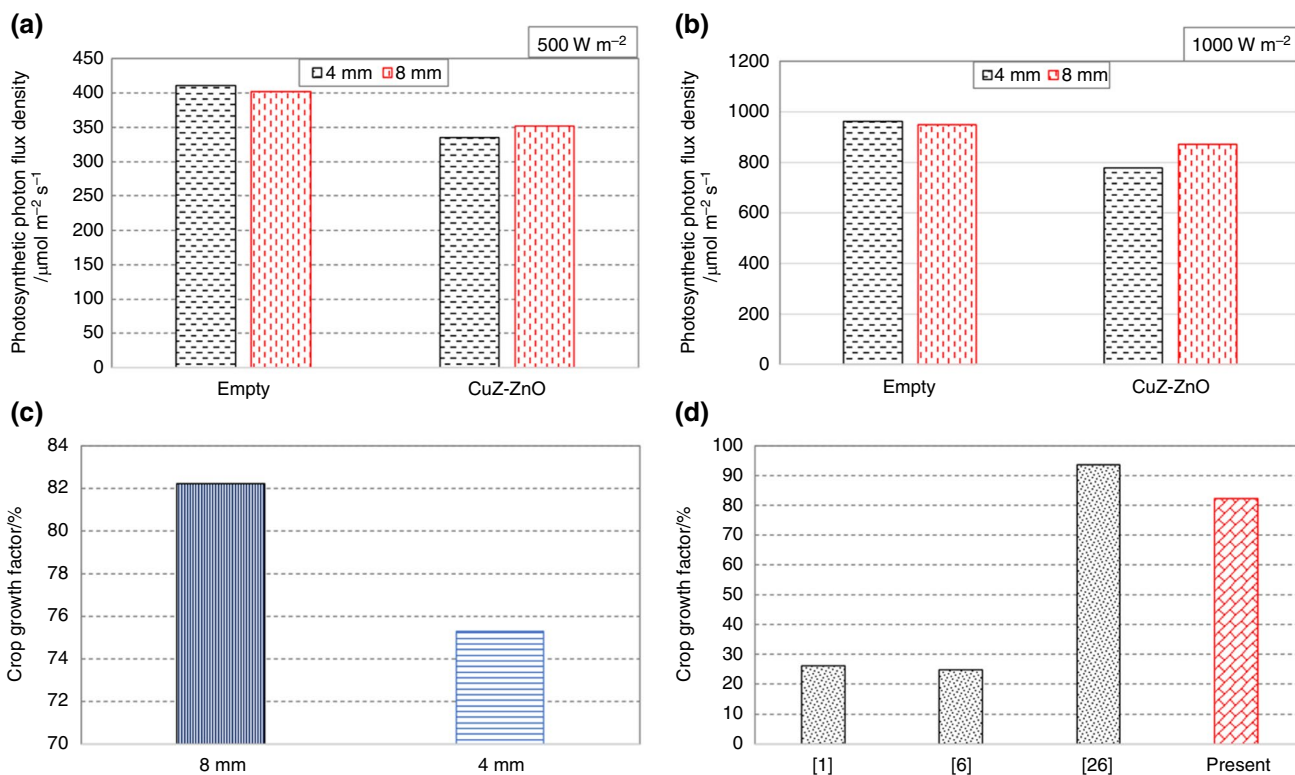 (a)
500 W m⁻²
4 mm 8 mm
Photosynthetic photon flux density
/μmol m⁻² s⁻¹
450
400
350
300
250
200
150
100
50
0
Empty CuZ-ZnO
(b)
1000 W m⁻²
4 mm 8 mm
Photosynthetic photon flux density
/μmol m⁻² s⁻¹
1200
1000
800
600
400
200
0
Empty CuZ-ZnO
(c)
Crop growth factor/%
84
82
80
78
76
74
72
70
8 mm 4 mm
(d)
Crop growth factor/%
100
90
80
70
60
50
40
30
20
10
0
[1] [6] [26] Present